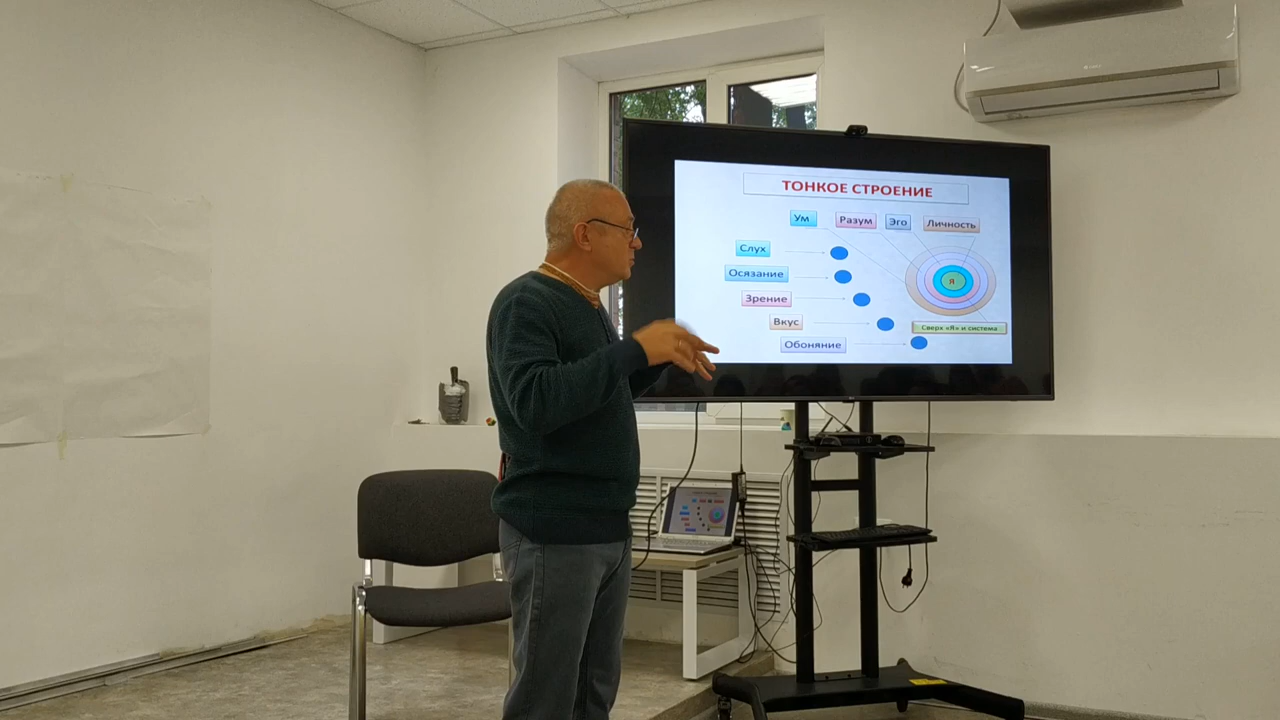 ТОНКОЕ СТРОЕНИЕ
Ум
Разум
Эго
Личность
Слух
Осязание
Зрение
Вкус
Обоняние
Я
Сверх «Я» и система